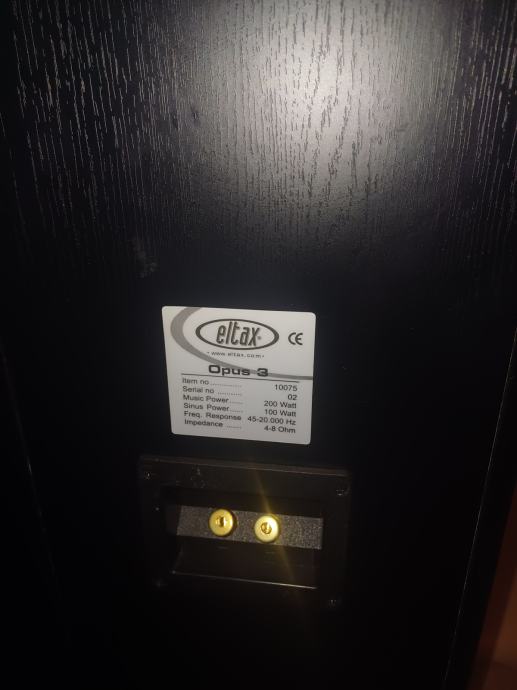 eltax®
CE
• www.eltax.com •
Opus 3
Item no.............. 10075
Serial no ........... 02
Music Power...... 200 Watt
Sinus Power...... 100 Watt
Freq. Response 45-20.000 Hz
Impedance ....... 4-8 Ohm